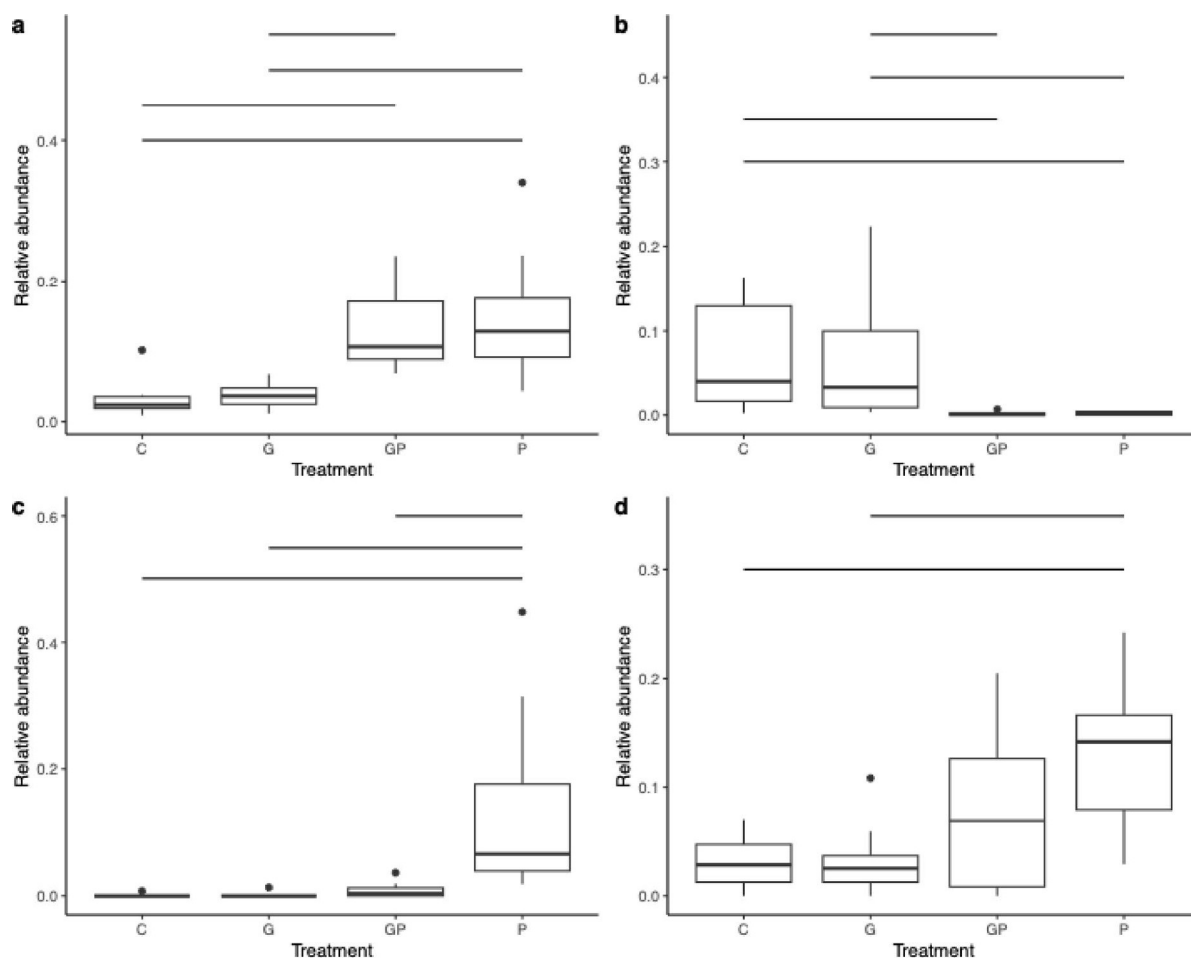 a
Relative abundance
0.4
0.2
0.0
C G GP P
Treatment
b
Relative abundance
0.4
0.3
0.2
0.1
0.0
C G GP P
Treatment
c
Relative abundance
0.6
0.4
0.2
0.0
C G GP P
Treatment
d
Relative abundance
0.3
0.2
0.1
0.0
C G GP P
Treatment